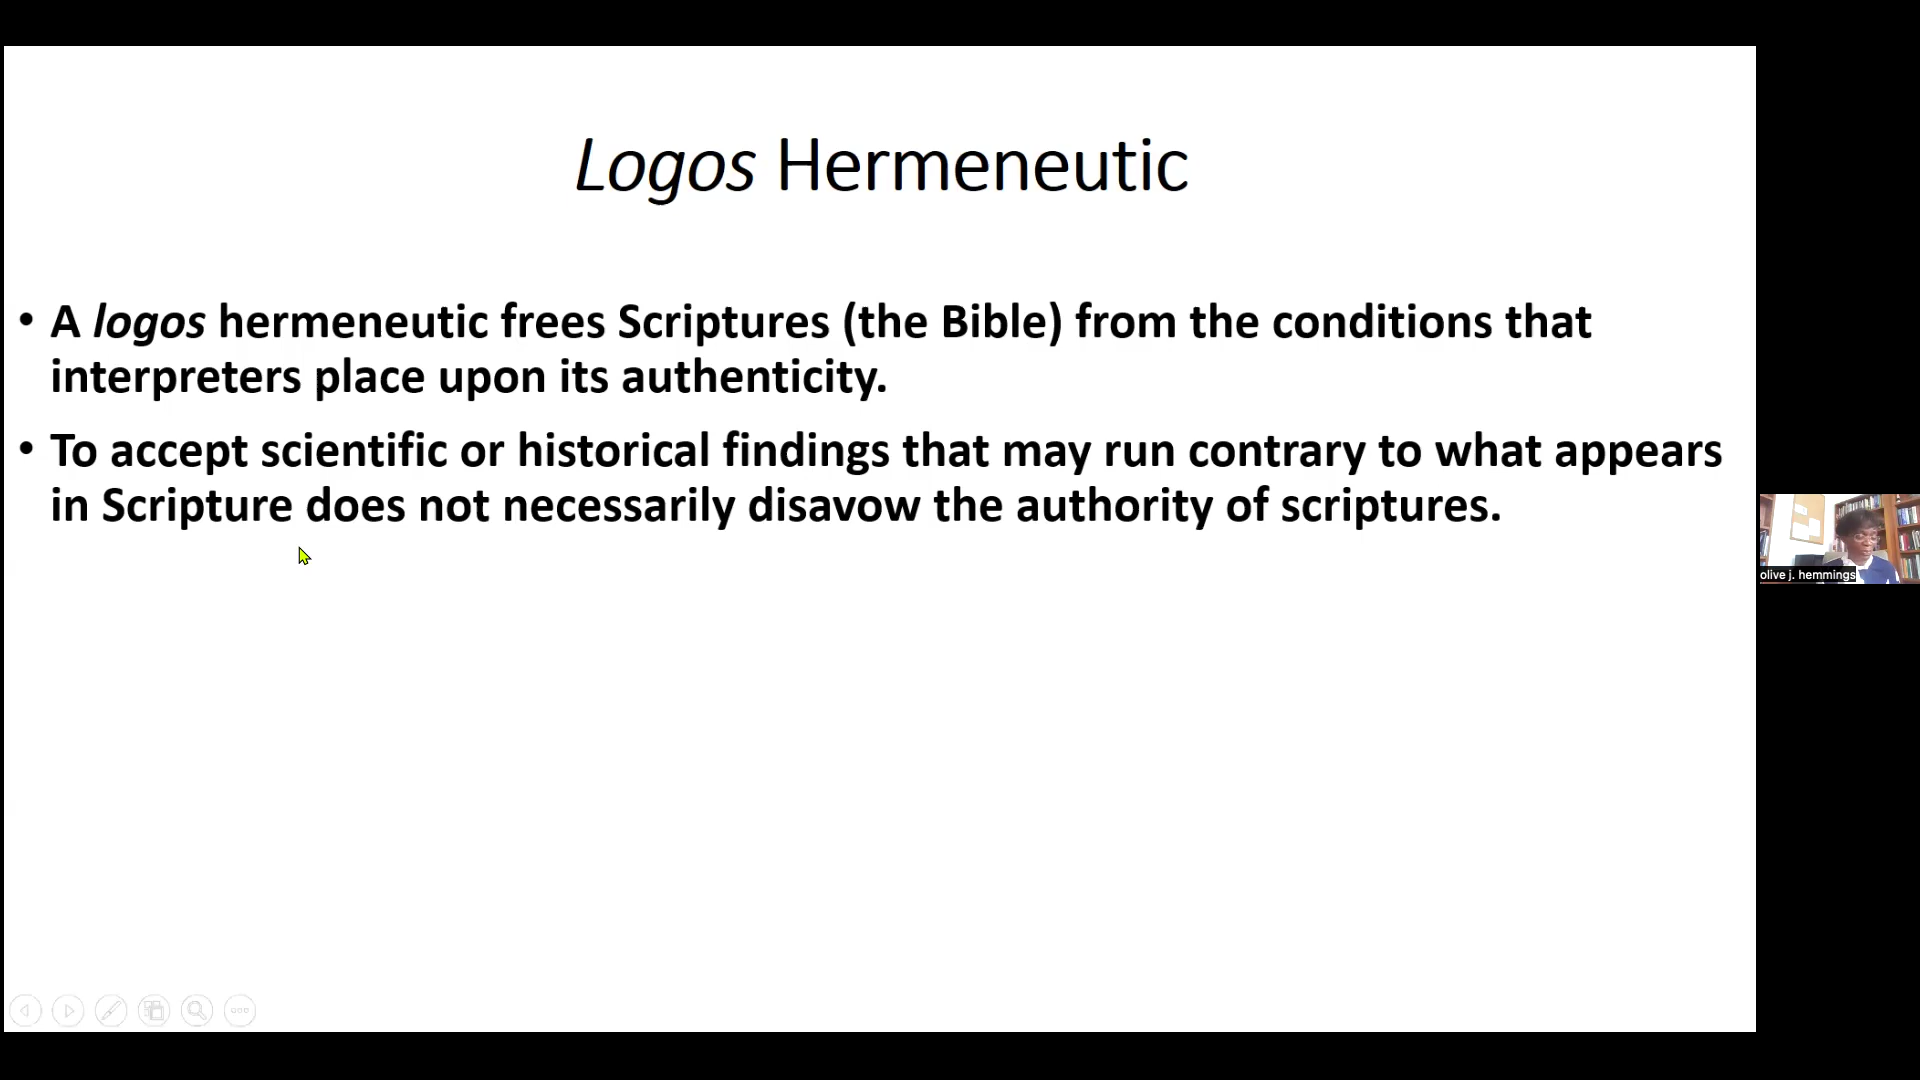 Logos Hermeneutic
• A logos hermeneutic frees Scriptures (the Bible) from the conditions that
interpreters place upon its authenticity.
• To accept scientific or historical findings that may run contrary to what appears
in Scripture does not necessarily disavow the authority of scriptures.
olive j. hemmings